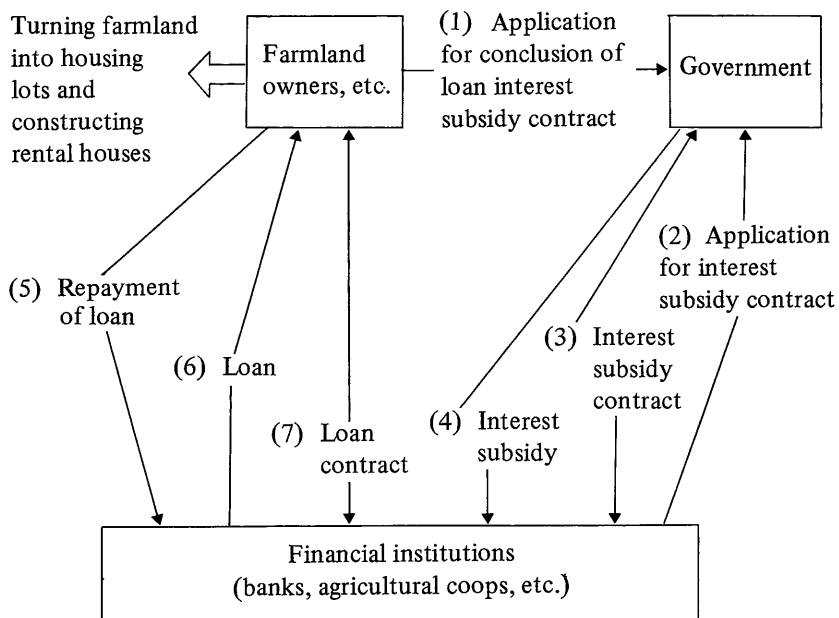 Turning farmland
into housing
lots and
constructing
rental houses
Farmland
owners, etc.
(1) Application
for conclusion of
loan interest
subsidy contract
Government
(2) Application
for interest
subsidy contract
(3) Interest
subsidy
contract
(4) Interest
subsidy
(5) Repayment
of loan
(6) Loan
(7) Loan
contract
Financial institutions
(banks, agricultural coops, etc.)